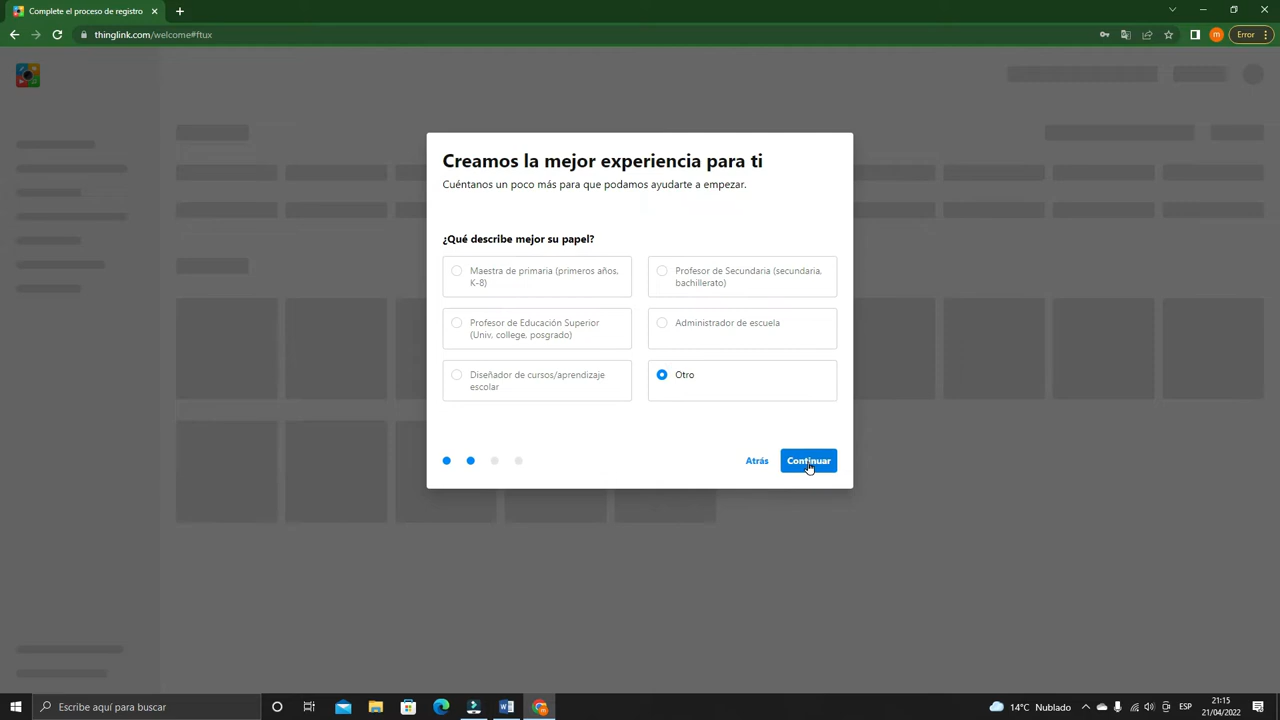 Complete el proceso de registro
thinglink.com/welcome#ftux
m
Error
Creamos la mejor experiencia para ti
Cuéntanos un poco más para que podamos ayudarte a empezar.
¿Qué describe mejor su papel?
Maestra de primaria (primeros años,
K-8)
Profesor de Secundaria (secundaria,
bachillerato)
Profesor de Educación Superior
(Univ. college, posgrado)
Administrador de escuela
Diseñador de cursos/aprendizaje
escolar
Otro
Atrás
Continuar
Escribe aquí para buscar
14°C Nublado
ESP
21:15
21/04/2022